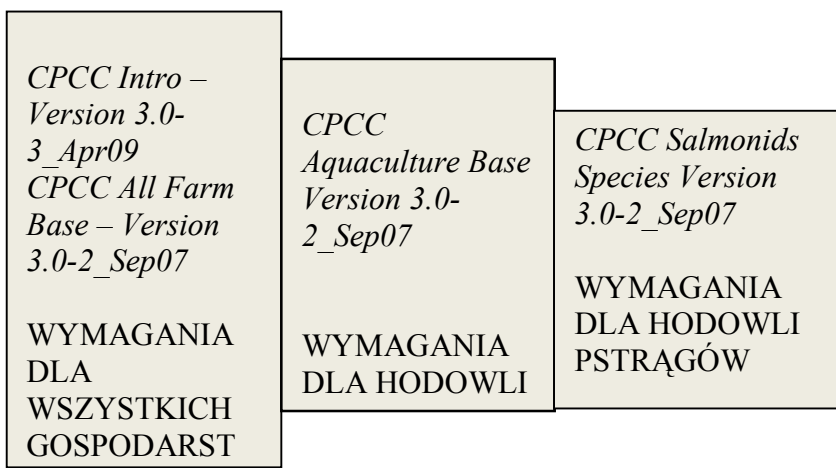 CPCC Intro –
Version 3.0-
3_Apr09
CPCC All Farm
Base – Version
3.0-2_Sep07
WYMAGANIA
DLA
WSZYSTKICH
GOSPODARST
CPCC
Aquaculture Base
Version 3.0-
2_Sep07
WYMAGANIA
DLA HODOWLI
CPCC Salmonids
Species Version
3.0-2_Sep07
WYMAGANIA
DLA HODOWLI
PSTRĄGÓW